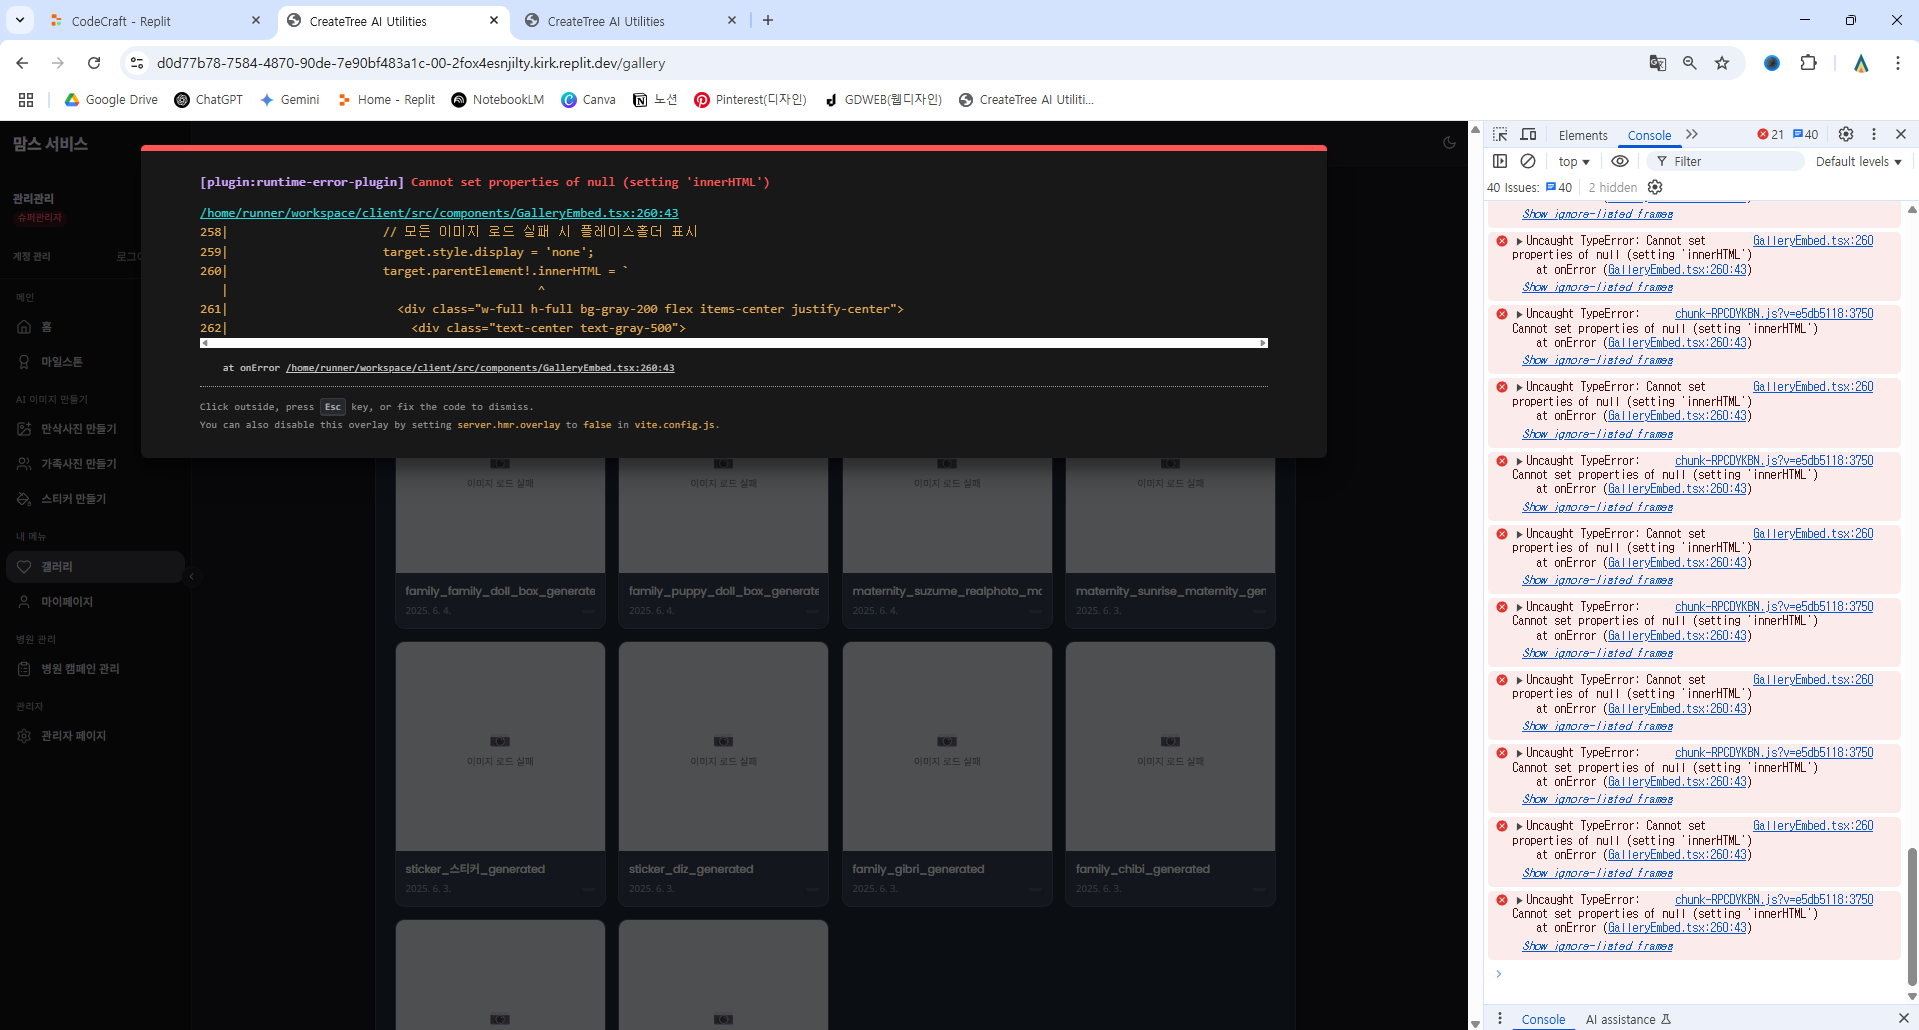 CodeCraft - Replit
CreateTree AI Utilities
CreateTree AI Utilities
d0d77b78-7584-4870-90de-7e90bf483a1c-00-2fox4esnjilty.kirk.replit.dev/gallery
Google Drive
ChatGPT
Gemini
Home - Replit
NotebookLM
Canva
노션
Pinterest(디자인)
GDWEB(웹디자인)
CreateTree AI Utiliti...
맘스 서비스
관리관리
슈퍼관리자
계정 관리
로그아
메인
홈
마일스톤
AI 이미지 만들기
만삭사진 만들기
가족사진 만들기
스티커 만들기
내 메뉴
갤러리
마이페이지
병원 관리
병원 캠페인 관리
관리자
관리자 페이지
[plugin:runtime-error-plugin] Cannot set properties of null (setting 'innerHTML')
/home/runner/workspace/client/src/components/GalleryEmbed.tsx:260:43
258| // 모든 이미지 로드 실패 시 플레이스홀더 표시
259| target.style.display = 'none';
260| target.parentElement!.innerHTML = `
| ^
261| <div class="w-full h-full bg-gray-200 flex items-center justify-center">
262| <div class="text-center text-gray-500">
at onError /home/runner/workspace/client/src/components/GalleryEmbed.tsx:260:43
Click outside, press Esc key, or fix the code to dismiss.
You can also disable this overlay by setting server.hmr.overlay to false in vite.config.js.
이미지 로드 실패
이미지 로드 실패
이미지 로드 실패
이미지 로드 실패
family_family_doll_box_generate
family_puppy_doll_box_generate
maternity_suzume_realphoto_mc
maternity_sunrise_maternity_gen
2025. 6. 4.
2025. 6. 4.
2025. 6. 4.
2025. 6. 3.
이미지 로드 실패
이미지 로드 실패
이미지 로드 실패
이미지 로드 실패
sticker_스티커_generated
sticker_diz_generated
family_gibri_generated
family_chibi_generated
2025. 6. 3.
2025. 6. 3.
2025. 6. 3.
2025. 6. 3.
Elements
Console
21
40
top
Filter
Default levels
40 Issues:
40
2 hidden
Show ignore-listed frames
Uncaught TypeError: Cannot set GalleryEmbed.tsx:260
properties of null (setting 'innerHTML')
at onError (GalleryEmbed.tsx:260:43)
Show ignore-listed frames
Uncaught TypeError: chunk-RPCDYKBN.js?v=e5db5118:3750
Cannot set properties of null (setting 'innerHTML')
at onError (GalleryEmbed.tsx:260:43)
Show ignore-listed frames
Uncaught TypeError: Cannot set GalleryEmbed.tsx:260
properties of null (setting 'innerHTML')
at onError (GalleryEmbed.tsx:260:43)
Show ignore-listed frames
Uncaught TypeError: chunk-RPCDYKBN.js?v=e5db5118:3750
Cannot set properties of null (setting 'innerHTML')
at onError (GalleryEmbed.tsx:260:43)
Show ignore-listed frames
Uncaught TypeError: Cannot set GalleryEmbed.tsx:260
properties of null (setting 'innerHTML')
at onError (GalleryEmbed.tsx:260:43)
Show ignore-listed frames
Uncaught TypeError: chunk-RPCDYKBN.js?v=e5db5118:3750
Cannot set properties of null (setting 'innerHTML')
at onError (GalleryEmbed.tsx:260:43)
Show ignore-listed frames
Uncaught TypeError: Cannot set GalleryEmbed.tsx:260
properties of null (setting 'innerHTML')
at onError (GalleryEmbed.tsx:260:43)
Show ignore-listed frames
Uncaught TypeError: chunk-RPCDYKBN.js?v=e5db5118:3750
Cannot set properties of null (setting 'innerHTML')
at onError (GalleryEmbed.tsx:260:43)
Show ignore-listed frames
Uncaught TypeError: Cannot set GalleryEmbed.tsx:260
properties of null (setting 'innerHTML')
at onError (GalleryEmbed.tsx:260:43)
Show ignore-listed frames
Uncaught TypeError: chunk-RPCDYKBN.js?v=e5db5118:3750
Cannot set properties of null (setting 'innerHTML')
at onError (GalleryEmbed.tsx:260:43)
Show ignore-listed frames
Console
AI assistance